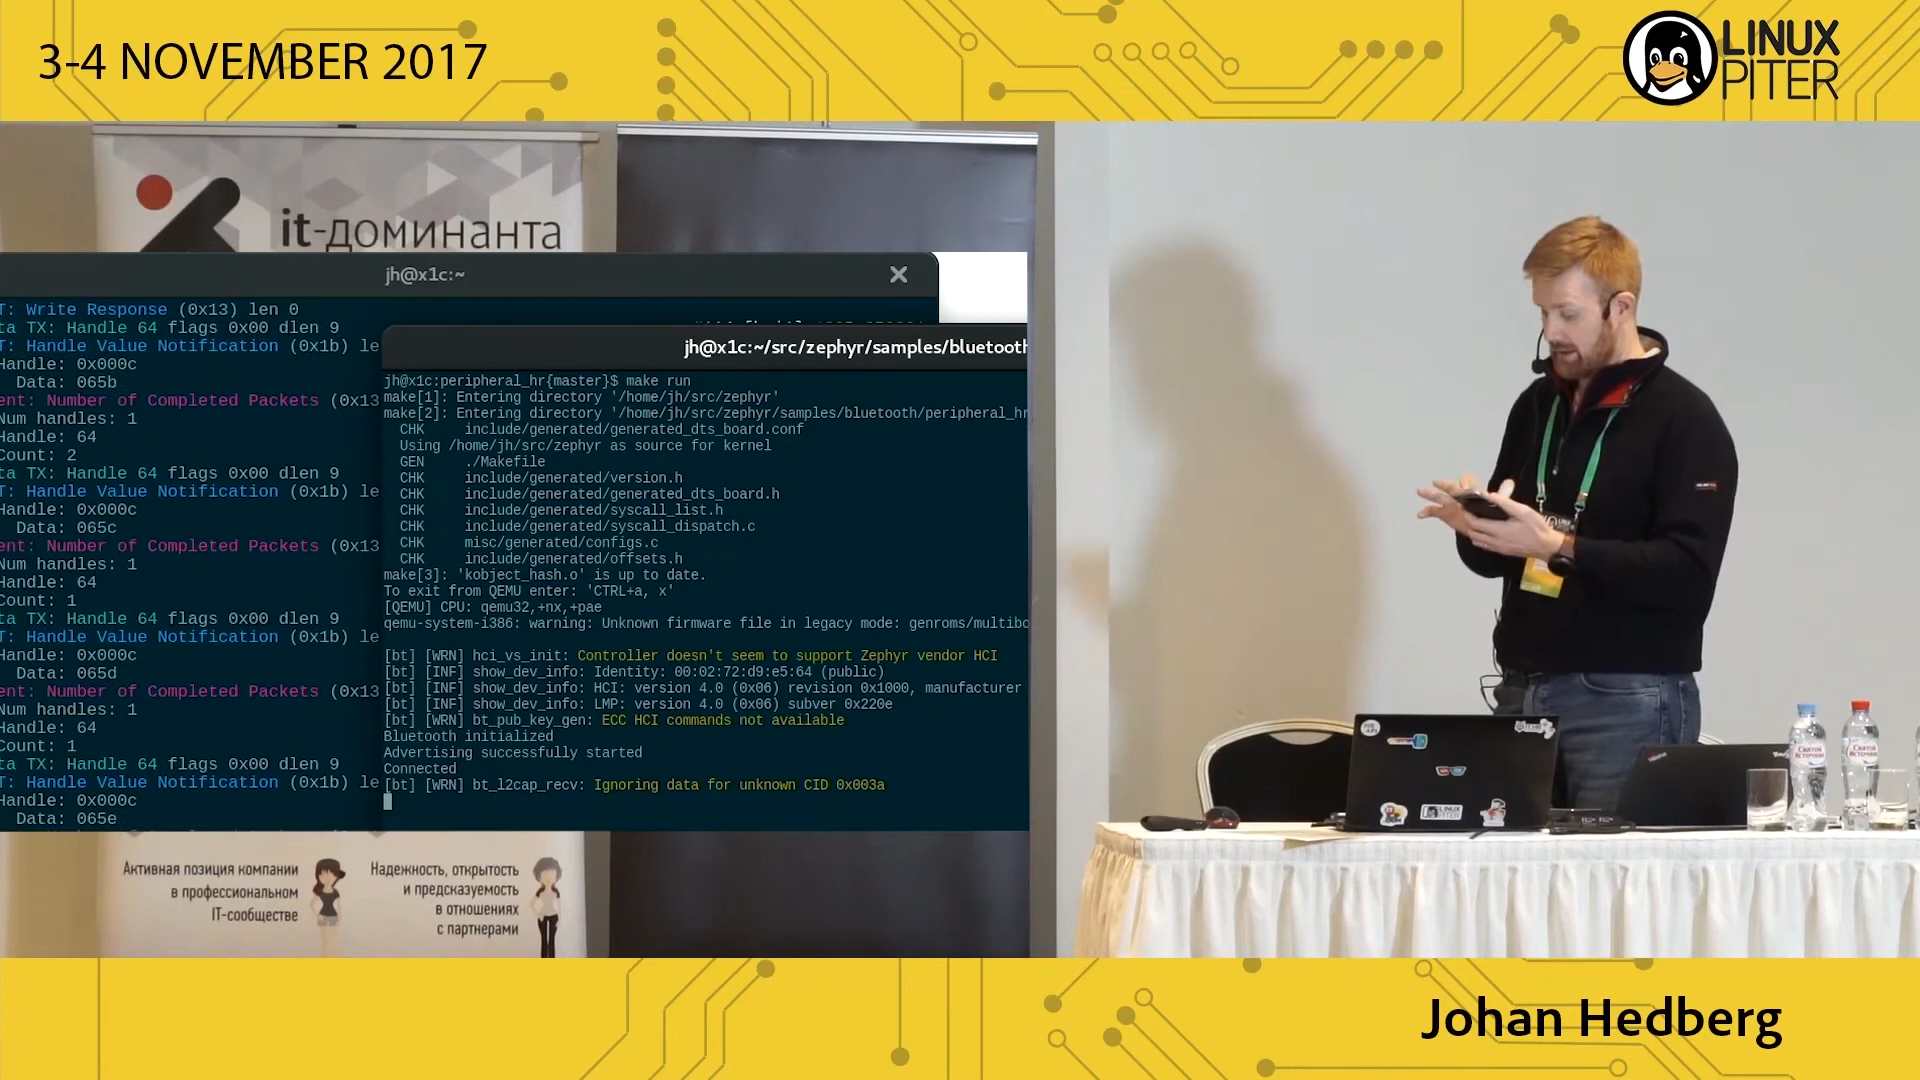 3-4 NOVEMBER 2017
LINUX
PITER
it-доминанта
jh@x1c:~
T: Write Response (0x13) len 0
ta TX: Handle 64 flags 0x00 dlen 9
T: Handle Value Notification (0x1b) le
Handle: 0x000c
Data: 065b
ent: Number of Completed Packets (0x13
Num handles: 1
Handle: 64
Count: 2
ta TX: Handle 64 flags 0x00 dlen 9
T: Handle Value Notification (0x1b) le
Handle: 0x000c
Data: 065c
ent: Number of Completed Packets (0x13
Num handles: 1
Handle: 64
Count: 1
ta TX: Handle 64 flags 0x00 dlen 9
T: Handle Value Notification (0x1b) le
Handle: 0x000c
Data: 065d
ent: Number of Completed Packets (0x13
Num handles: 1
Handle: 64
Count: 1
ta TX: Handle 64 flags 0x00 dlen 9
T: Handle Value Notification (0x1b) le
Handle: 0x000c
Data: 065e
jh@x1c:~/src/zephyr/samples/bluetooth
jh@x1c:peripheral_hr{master}$ make run
make[1]: Entering directory '/home/jh/src/zephyr'
make[2]: Entering directory '/home/jh/src/zephyr/samples/bluetooth/peripheral_hr
CHK include/generated/generated_dts_board.conf
Using /home/jh/src/zephyr as source for kernel
GEN ./Makefile
CHK include/generated/version.h
CHK include/generated/generated_dts_board.h
CHK include/generated/syscall_list.h
CHK include/generated/syscall_dispatch.c
CHK misc/generated/configs.c
CHK include/generated/offsets.h
make[3]: 'kobject_hash.o' is up to date.
To exit from QEMU enter: 'CTRL+a, x'
[QEMU] CPU: qemu32,+nx,+pae
qemu-system-i386: warning: Unknown firmware file in legacy mode: genroms/multibo
[bt] [WRN] hci_vs_init: Controller doesn't seem to support Zephyr vendor HCI
[bt] [INF] show_dev_info: Identity: 00:02:72:d9:e5:64 (public)
[bt] [INF] show_dev_info: HCI: version 4.0 (0x06) revision 0x1000, manufacturer
[bt] [INF] show_dev_info: LMP: version 4.0 (0x06) subver 0x220e
[bt] [WRN] bt_pub_key_gen: ECC HCI commands not available
Bluetooth initialized
Advertising successfully started
Connected
[bt] [WRN] bt_l2cap_recv: Ignoring data for unknown CID 0x003a
Активная позиция компании
в профессиональном
IT-сообществе
Надежность, открытость
и предсказуемость
в отношениях
с партнерами
LINUX
PITER
Святой
Источник
Святой
Источник
Johan Hedberg